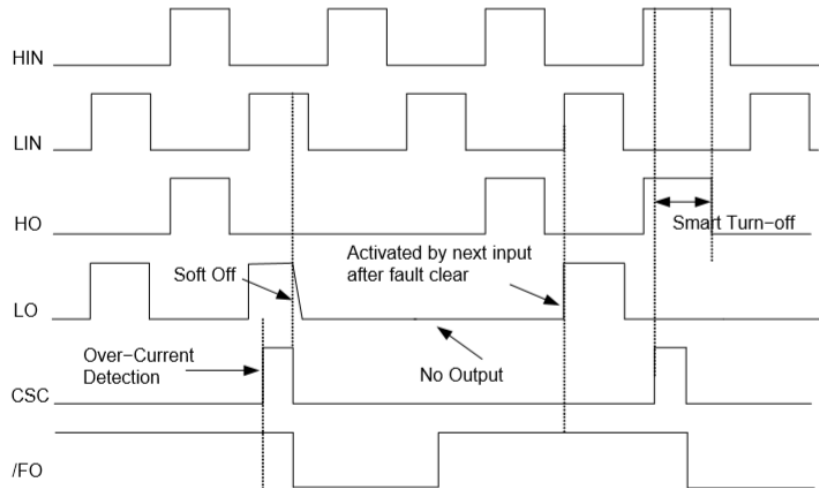 HIN
LIN
HO
Smart Turn-off
Activated by next input
after fault clear
Soft Off
LO
Over-Current
Detection
No Output
CSC
/FO